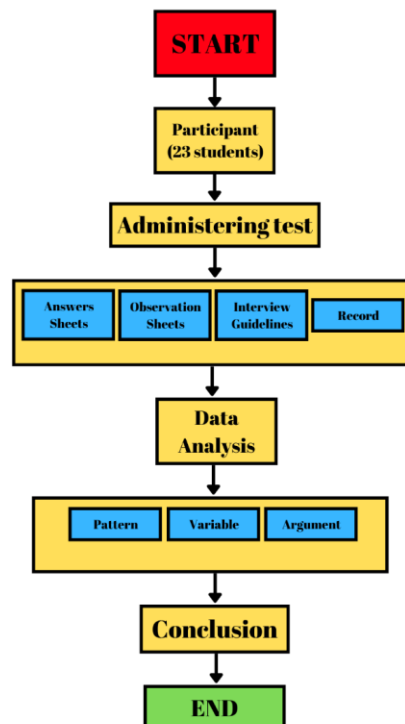 START
Participant
(23 students)
Administering test
Answers
Sheets
Observation
Sheets
Interview
Guidelines
Record
Data
Analysis
Pattern
Variable
Argument
Conclusion
END